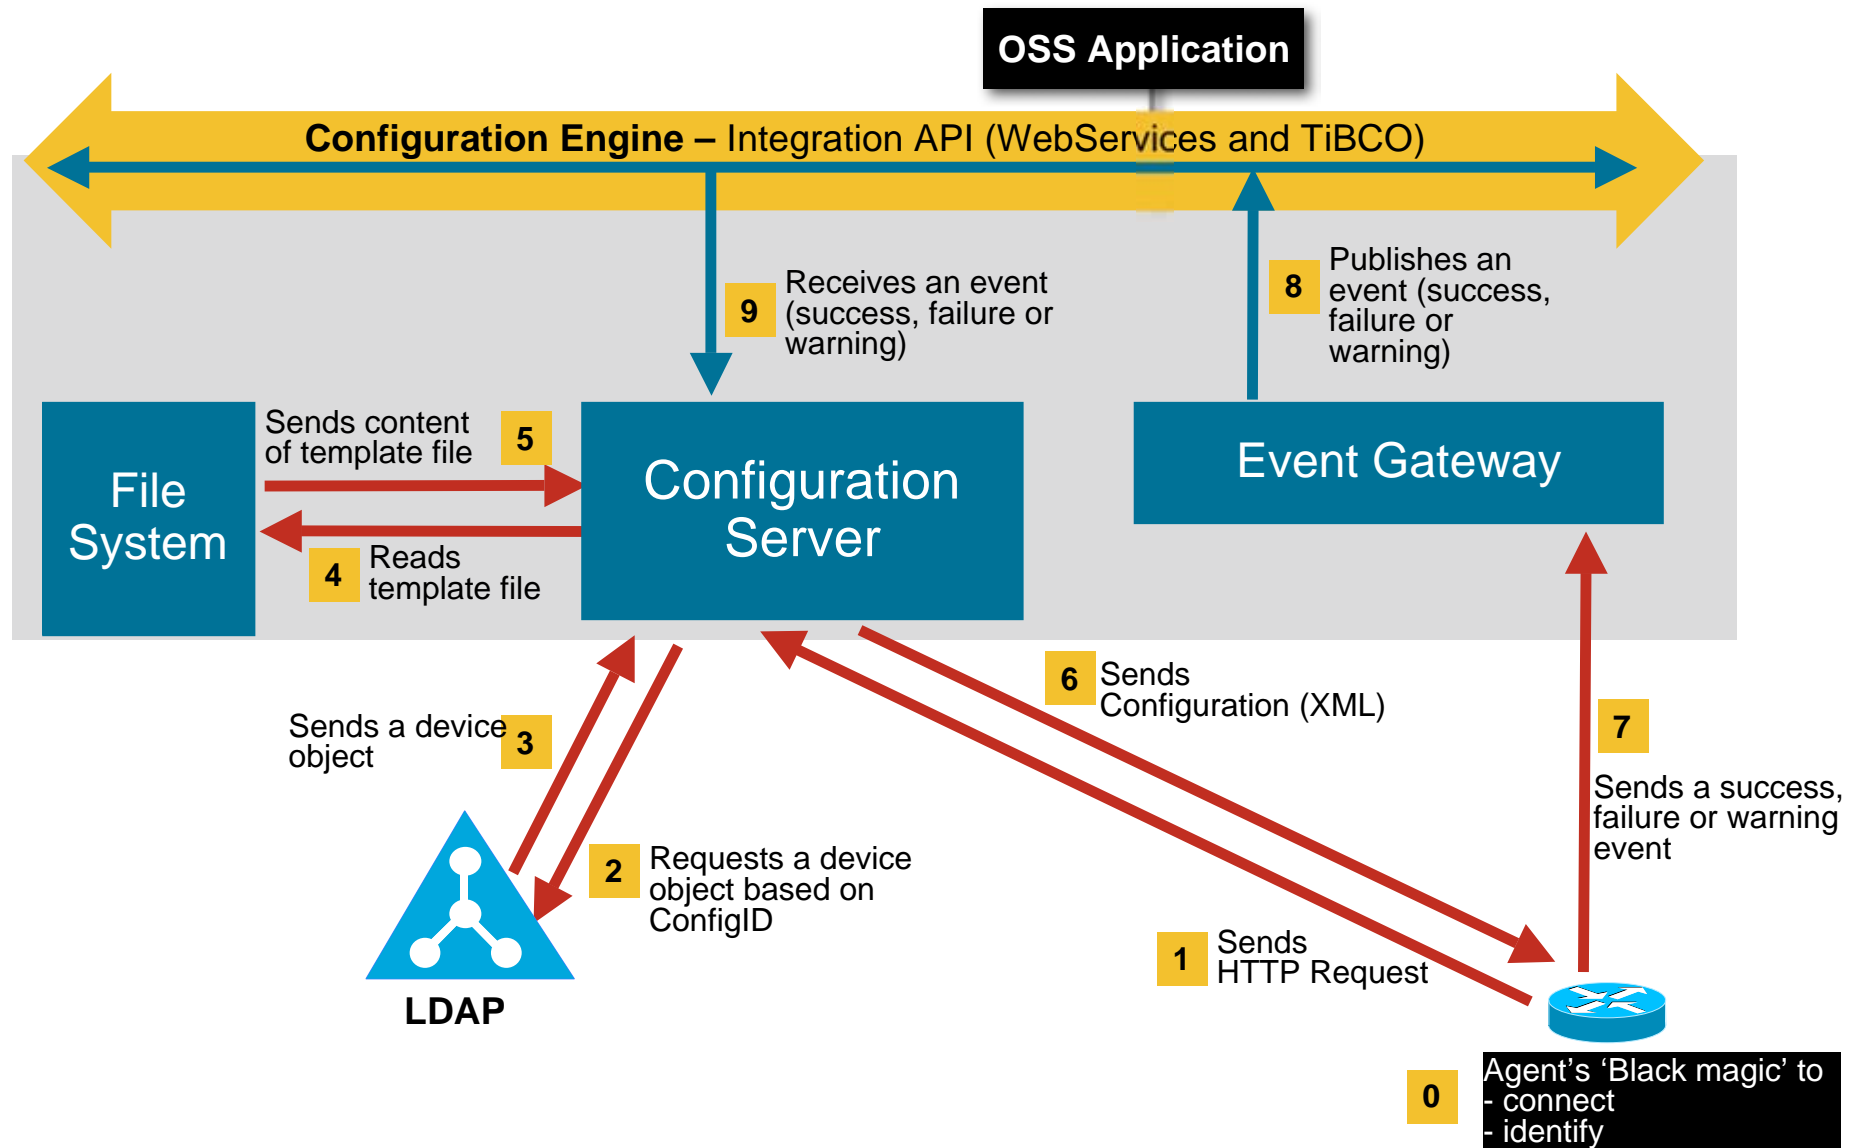 OSS Application
Configuration Engine – Integration API (WebServices and TiBCO)
9
Receives an event
(success, failure or
warning)
8
Publishes an
event (success,
failure or
warning)
File
System
Sends content
of template file
5
4
Reads
template file
Configuration
Server
Event Gateway
Sends a device
object
3
2
Requests a device
object based on
ConfigID
LDAP
6
Sends
Configuration (XML)
7
Sends a success,
failure or warning
event
1
Sends
HTTP Request
0
Agent’s ‘Black magic’ to
- connect
- identify